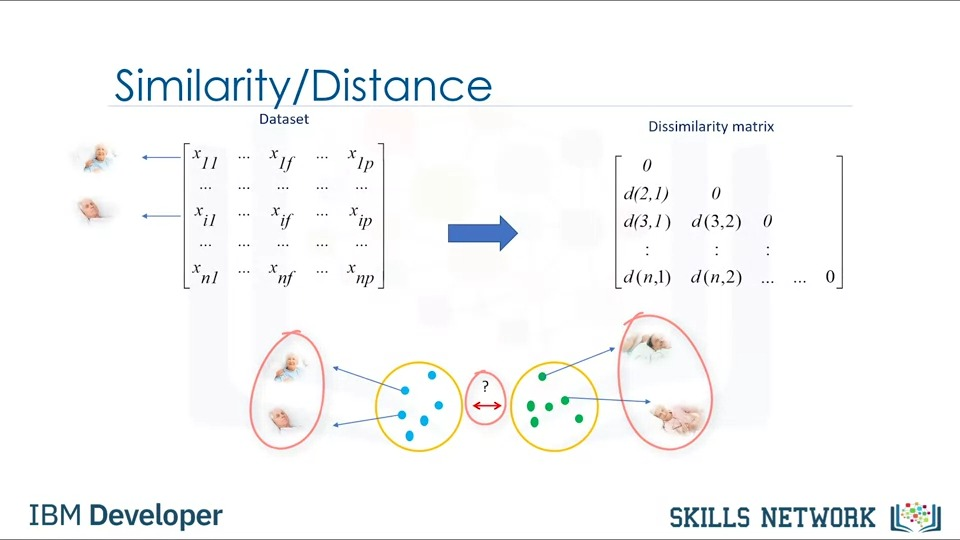 Similarity/Distance
Dataset
x11 ... x1f ... x1p
... ... ... ... ...
xi1 ... xif ... xip
... ... ... ... ...
xn1 ... xnf ... xnp
Dissimilarity matrix
0
d(2,1) 0
d(3,1) d(3,2) 0
: : :
d(n,1) d(n,2) ... ... 0
?
IBM Developer
SKILLS NETWORK